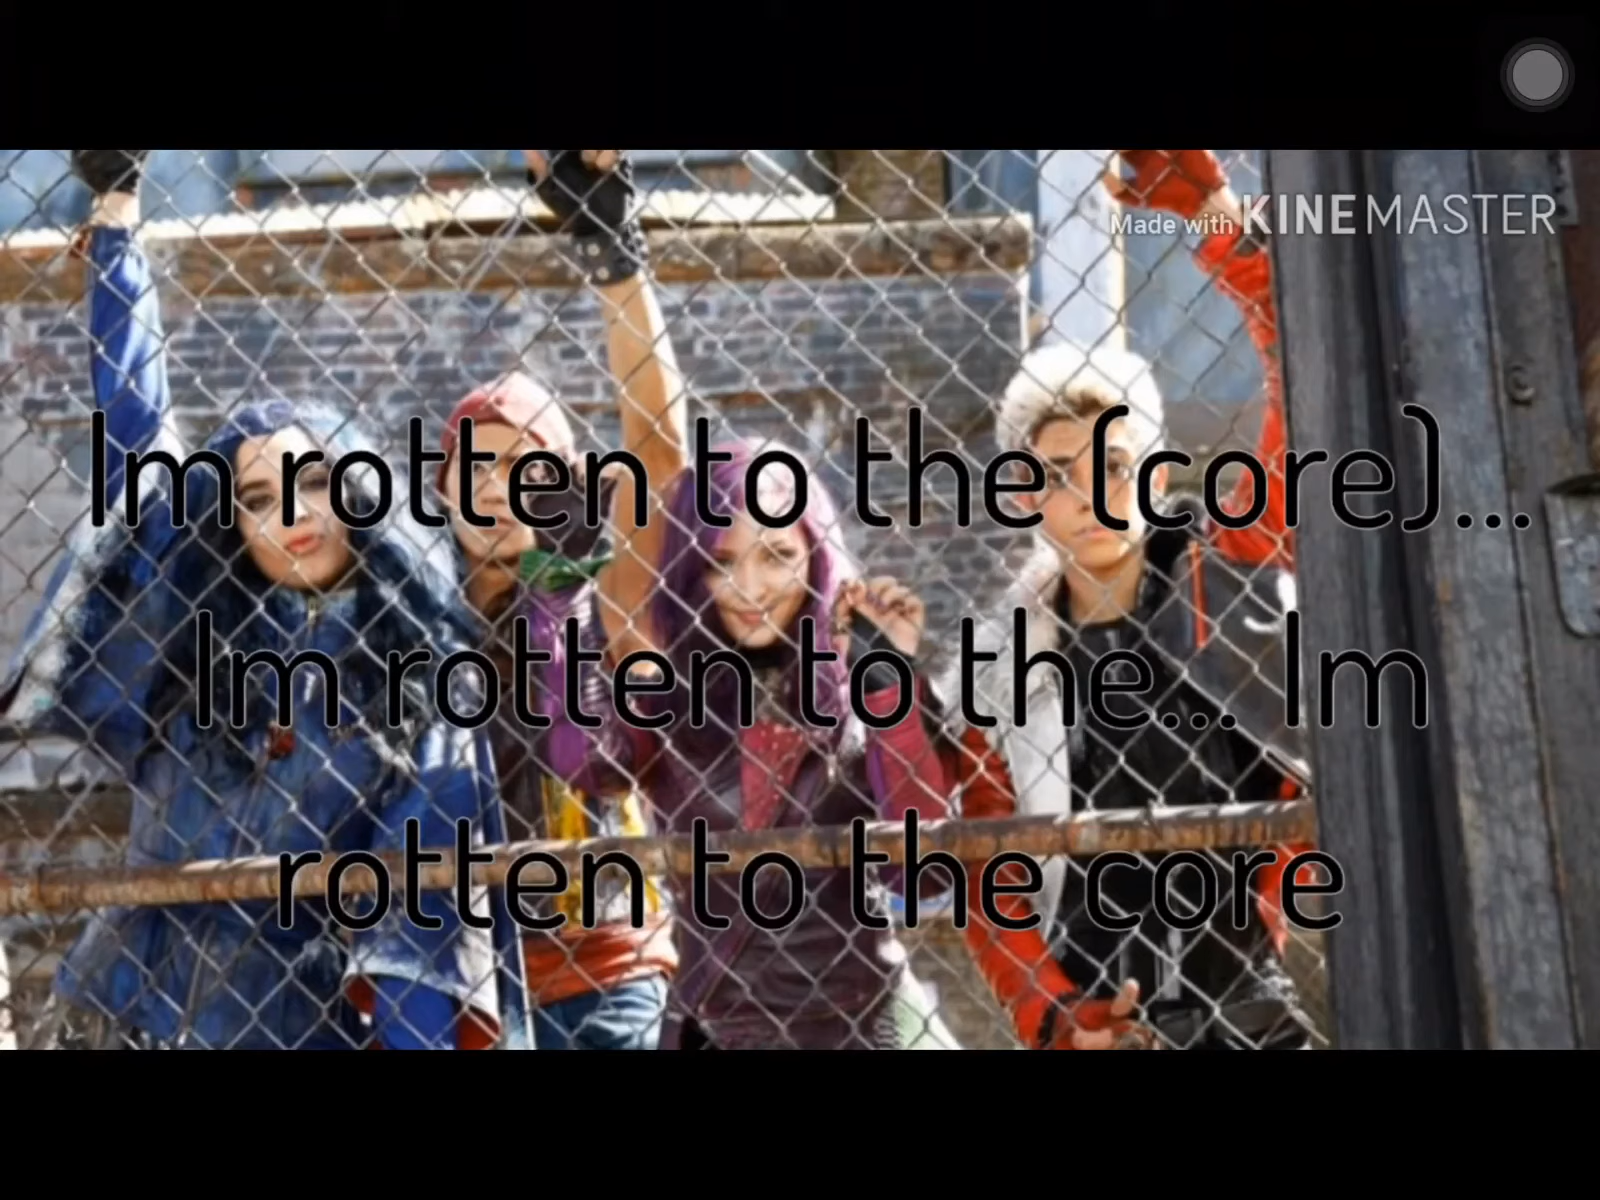 Made with KINEMASTER
Im rotten to the (core)...
Im rotten to the... Im
rotten to the core